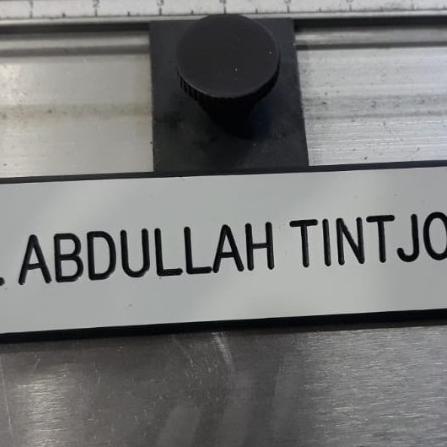 . ABDULLAH TINTJO